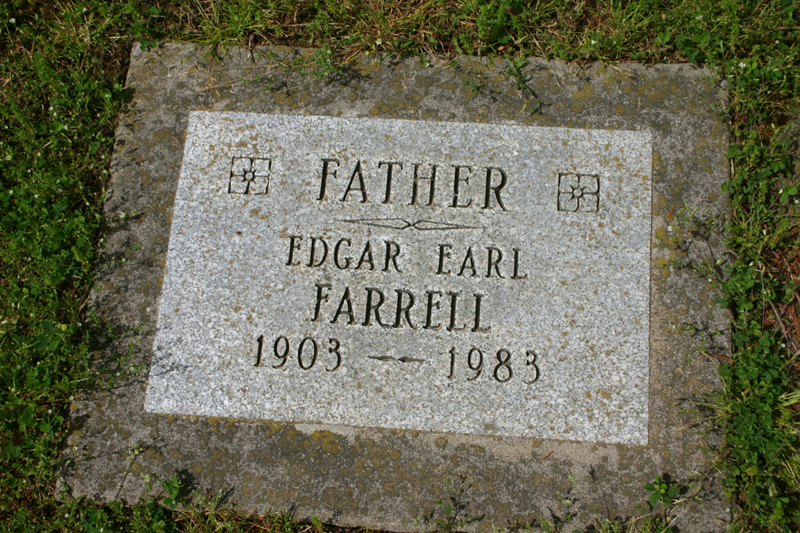 FATHER
EDGAR EARL
FARRELL
1903 — 1983